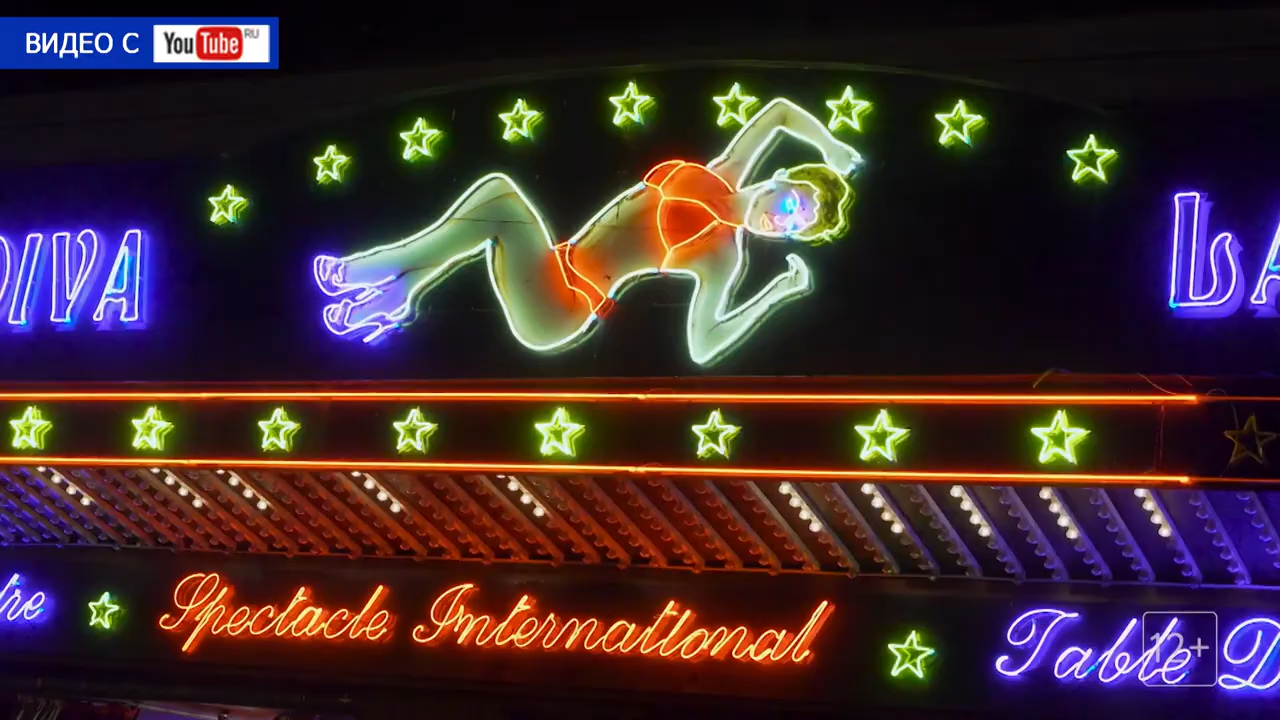 ВИДЕО С YouTube RU
DIVA
LA
Spectacle International
Table D
12+